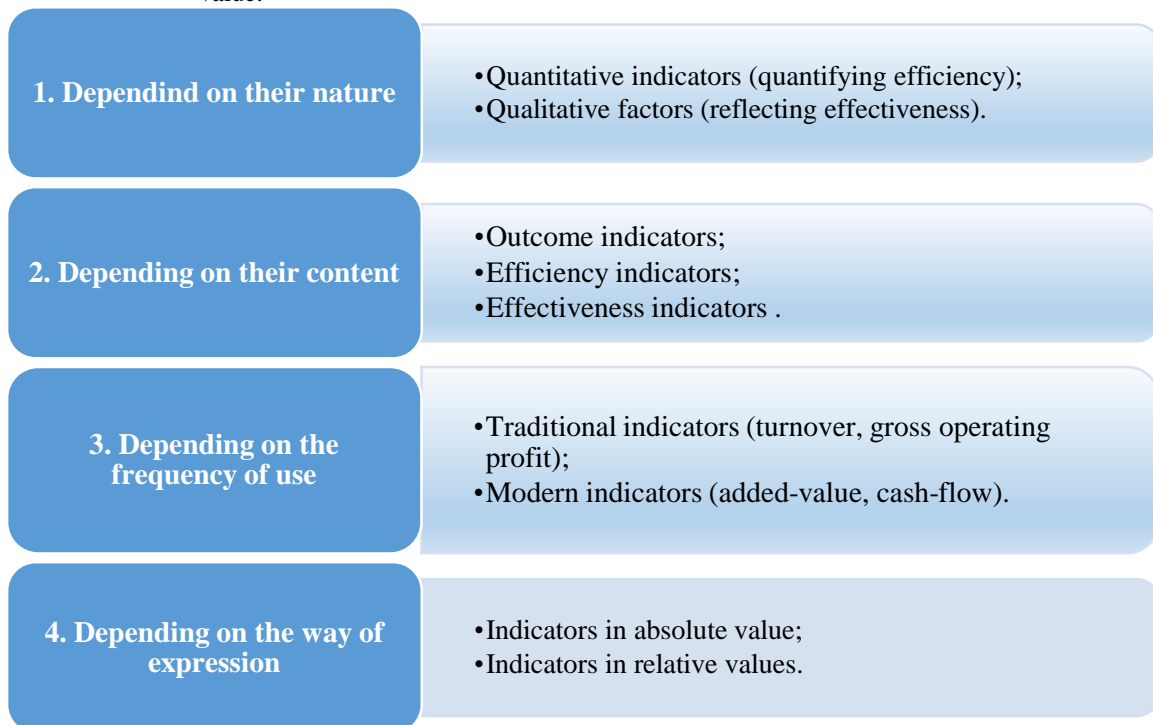 1. Dependind on their nature
•Quantitative indicators (quantifying efficiency);
•Qualitative factors (reflecting effectiveness).
2. Depending on their content
•Outcome indicators;
•Efficiency indicators;
•Effectiveness indicators .
3. Depending on the
frequency of use
•Traditional indicators (turnover, gross operating
profit);
•Modern indicators (added-value, cash-flow).
4. Depending on the way of
expression
•Indicators in absolute value;
•Indicators in relative values.